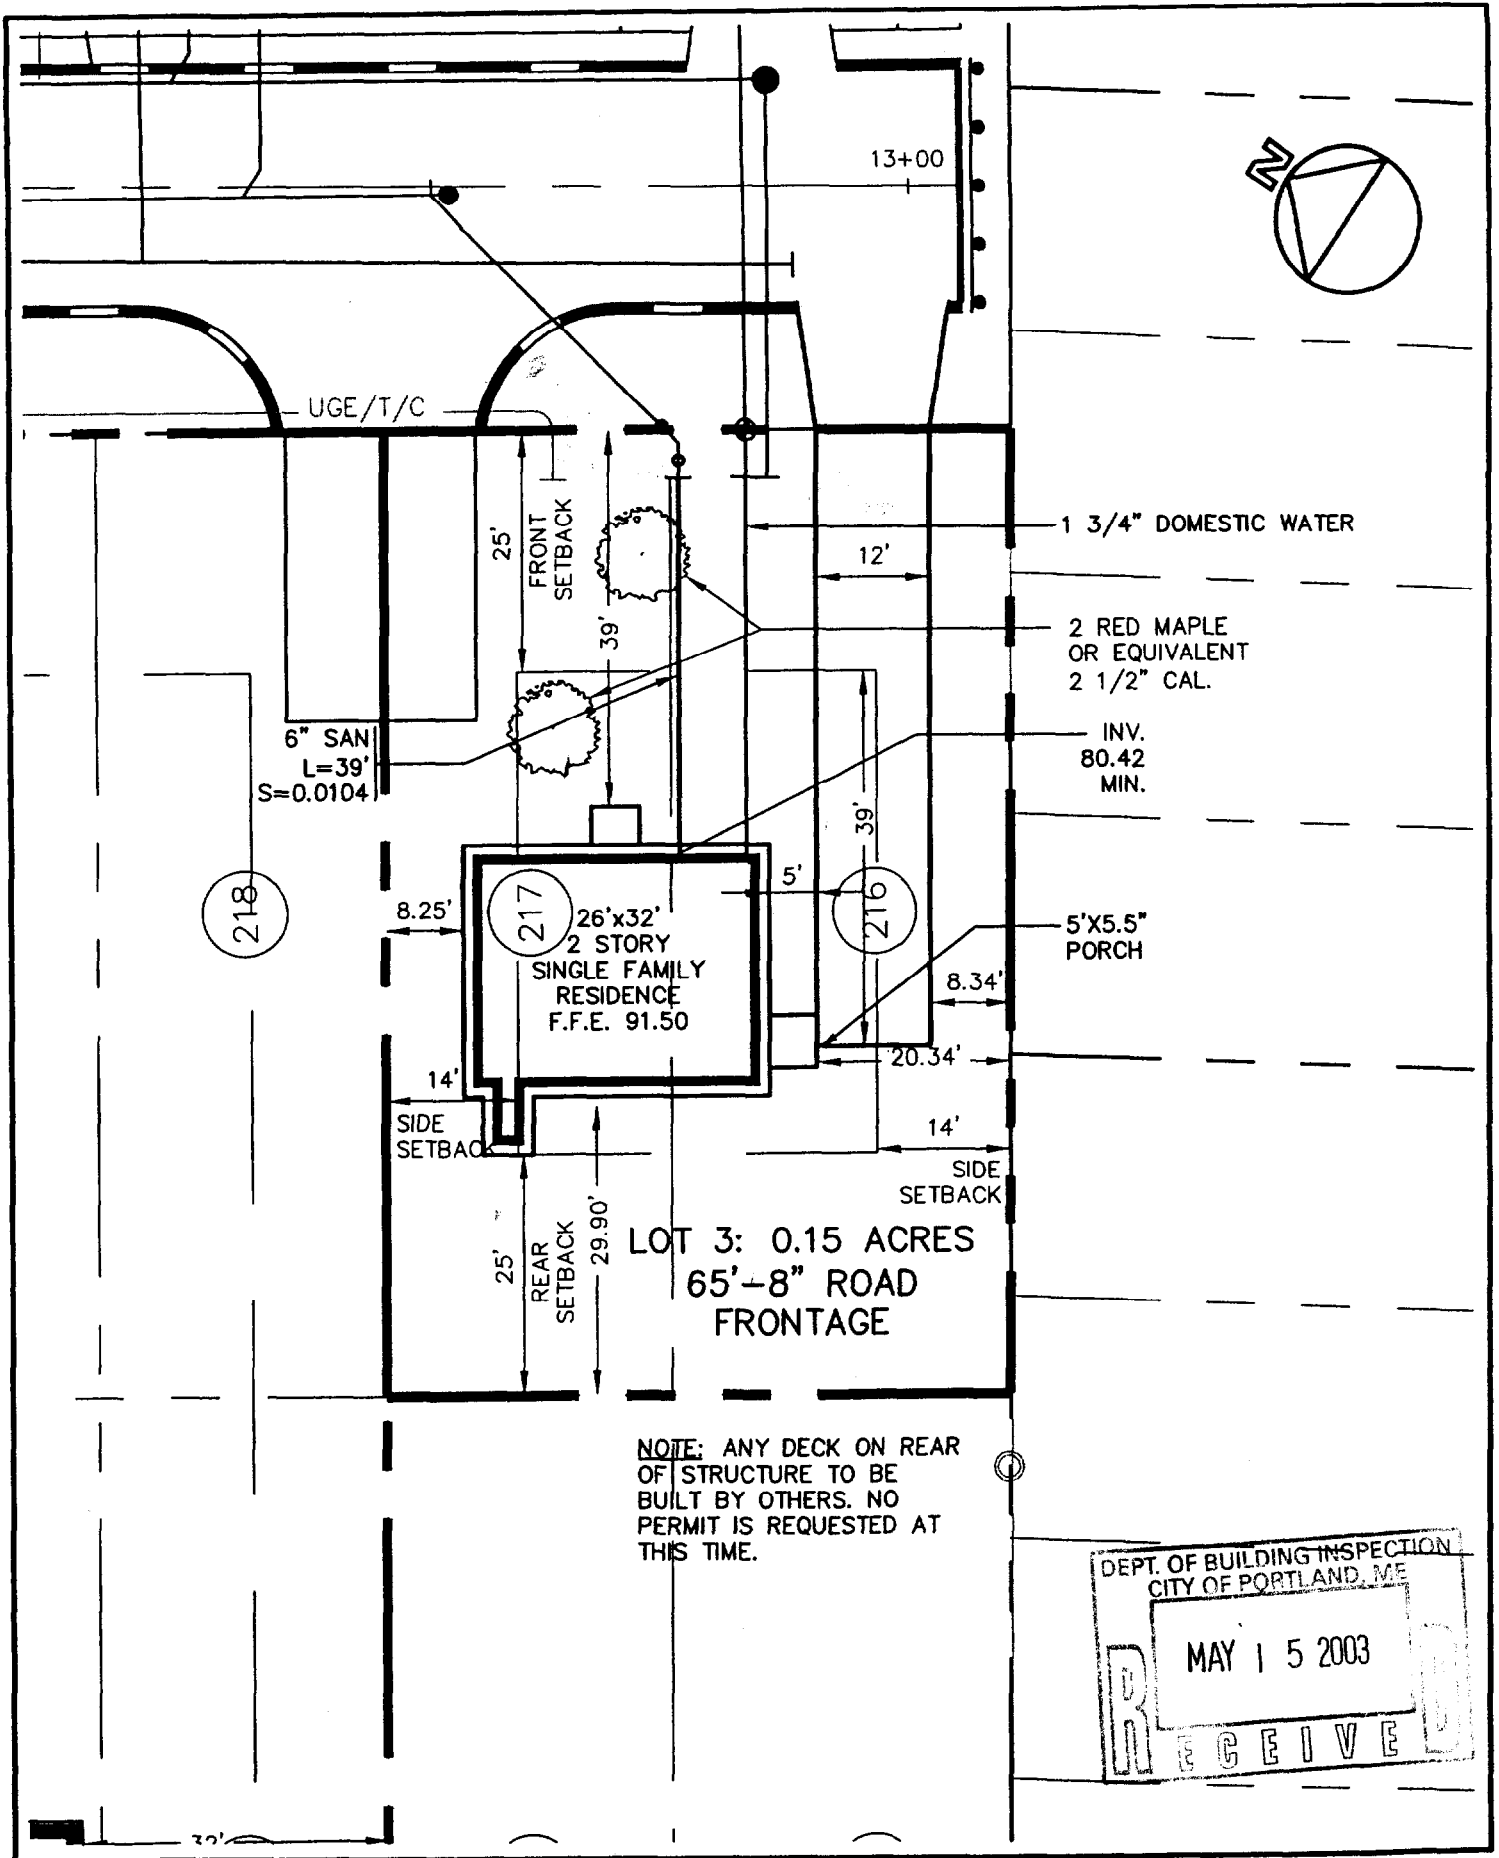 13+00
N
UGE/T/C
25'
FRONT
SETBACK
39'
12'
1 3/4" DOMESTIC WATER
2 RED MAPLE
OR EQUIVALENT
2 1/2" CAL.
6" SAN
L=39'
S=0.0104
INV.
80.42
MIN.
39'
218
8.25'
217
26'x32'
2 STORY
SINGLE FAMILY
RESIDENCE
F.F.E. 91.50
5'
216
5'X5.5"
PORCH
8.34'
20.34'
14'
SIDE
SETBACK
14'
SIDE
SETBACK
25'
REAR
SETBACK
29.90'
LOT 3: 0.15 ACRES
65'-8" ROAD
FRONTAGE
NOTE: ANY DECK ON REAR
OF STRUCTURE TO BE
BUILT BY OTHERS. NO
PERMIT IS REQUESTED AT
THIS TIME.
DEPT. OF BUILDING INSPECTION
CITY OF PORTLAND, ME
MAY 15 2003
RECEIVED
32'